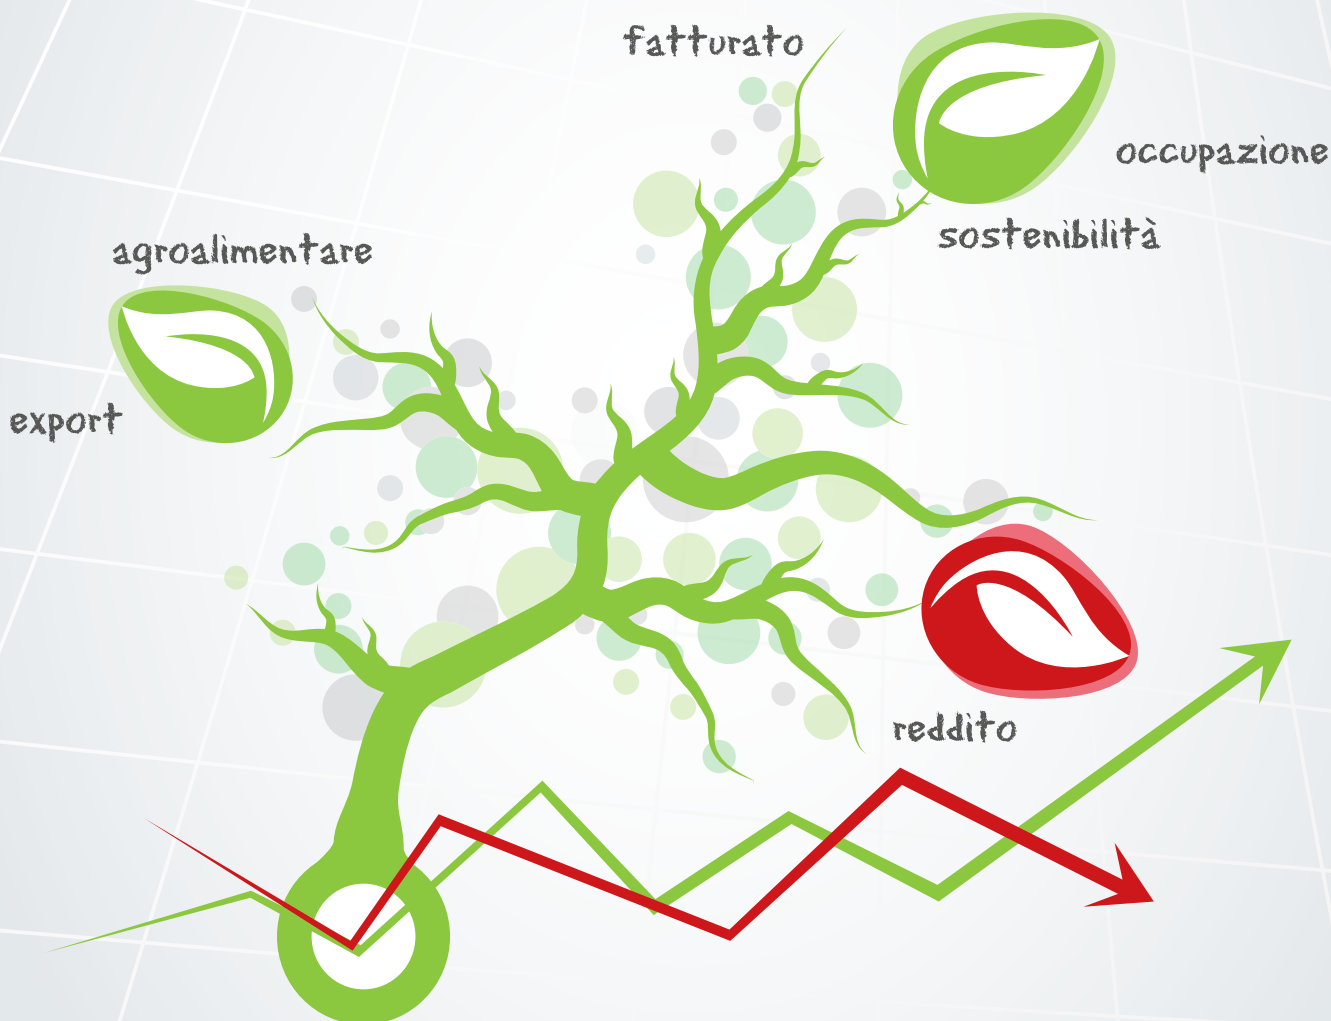 fatturato
occupazione
sostenibilità
agroalimentare
export
reddito